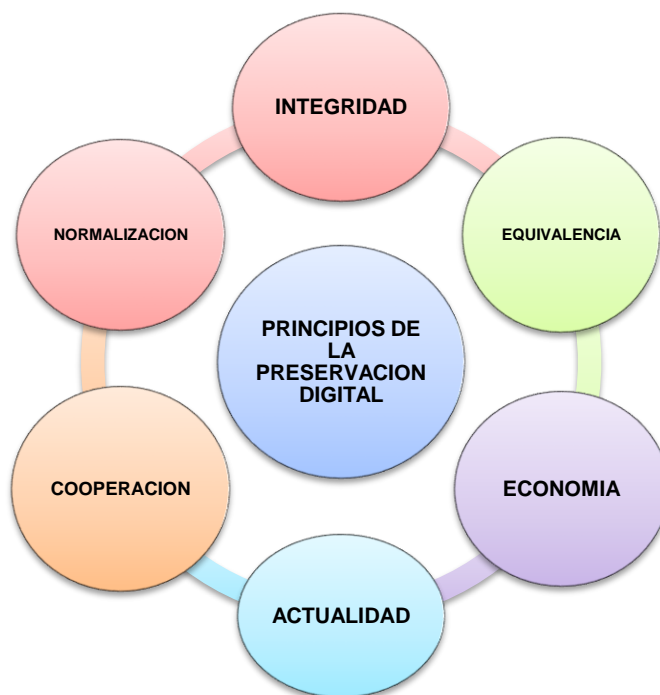 INTEGRIDAD
NORMALIZACION
EQUIVALENCIA
PRINCIPIOS DE
LA
PRESERVACION
DIGITAL
COOPERACION
ECONOMIA
ACTUALIDAD